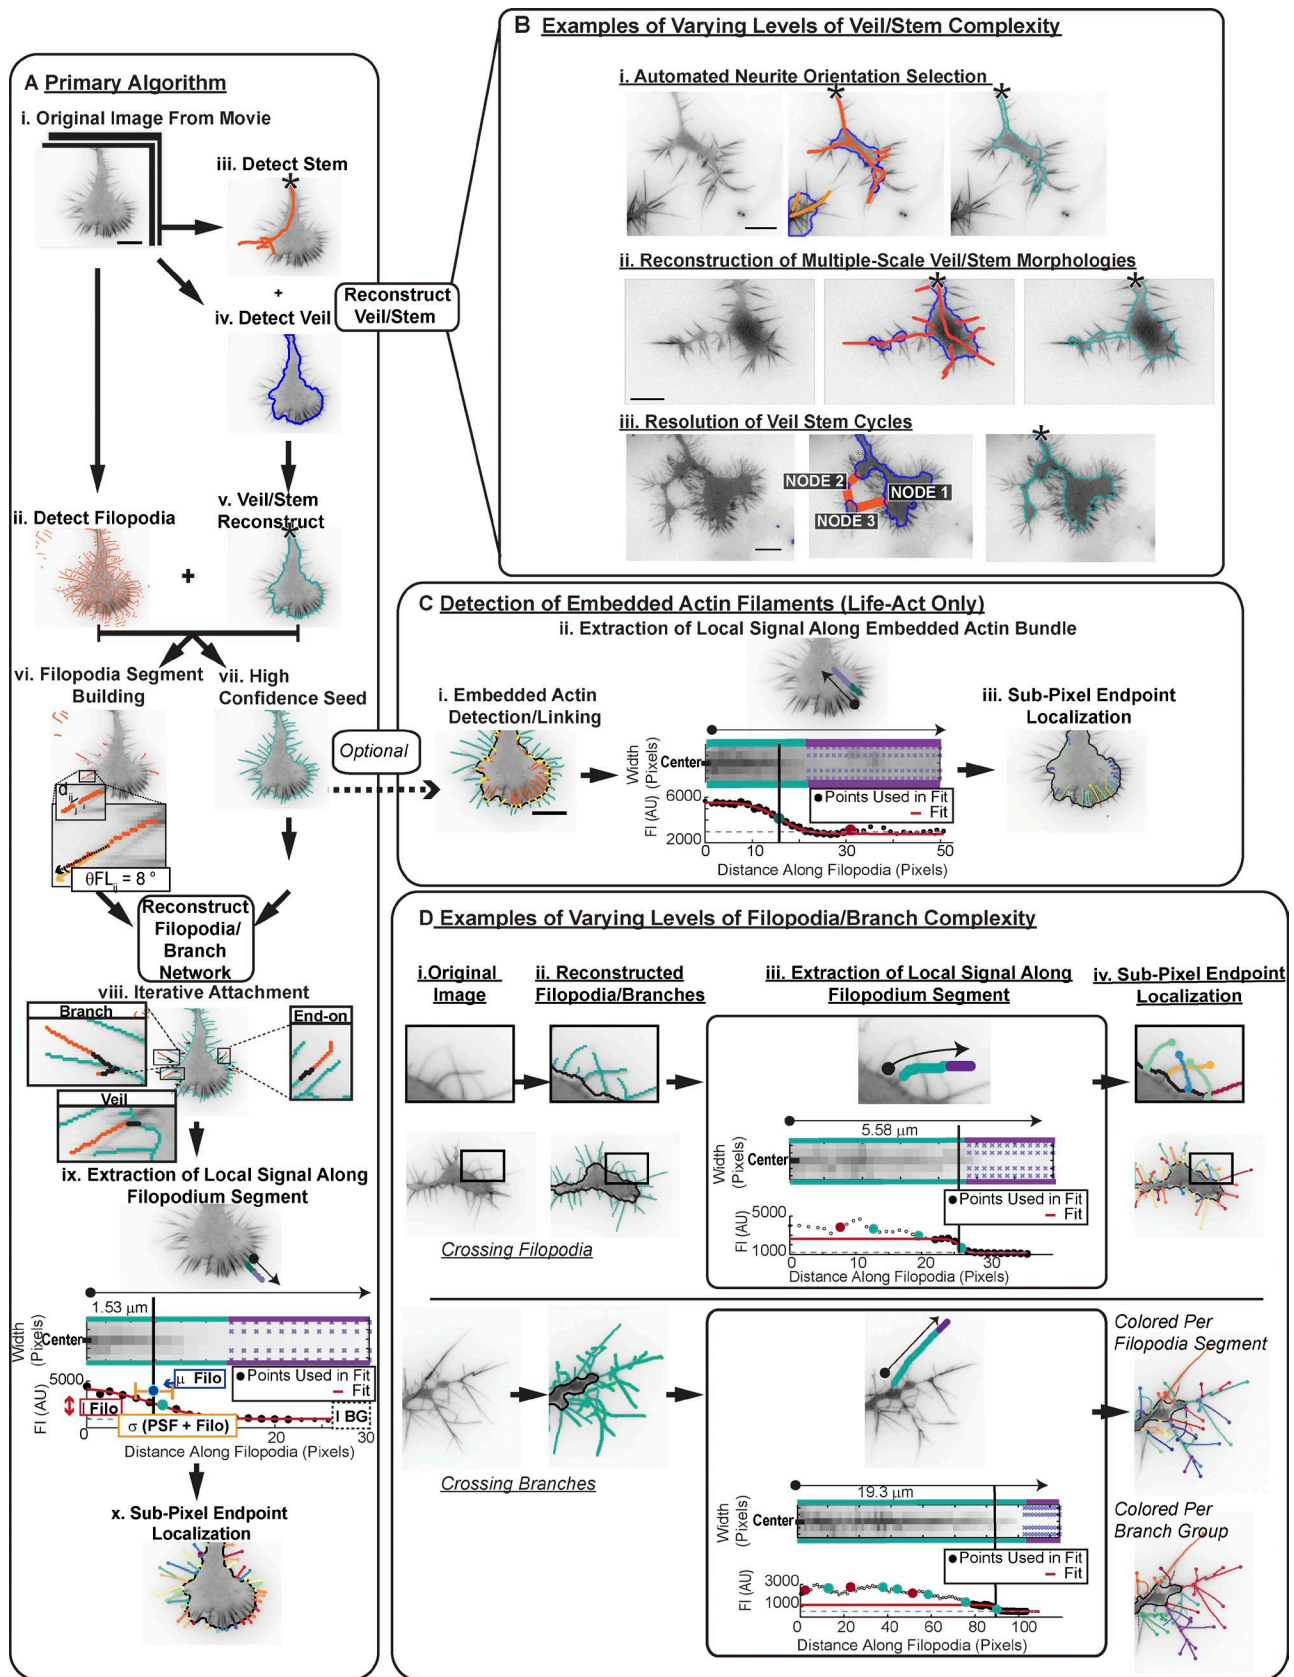 A Primary Algorithm
i. Original Image From Movie
iii. Detect Stem
*
+
iv. Detect Veil
Reconstruct
Veil/Stem
ii. Detect Filopodia
v. Veil/Stem
Reconstruct
*
+
vi. Filopodia Segment
Building
vii. High
Confidence Seed
Optional
d ij
θFL ij = 8 °
Reconstruct
Filopodia/
Branch
Network
viii. Iterative Attachment
Branch
End-on
Veil
ix. Extraction of Local Signal Along
Filopodium Segment
1.53 µm
Width
(Pixels)
Center
FI (AU)
5000
0
µ Filo
Points Used in Fit
Fit
I Filo
σ (PSF + Filo)
I BG
0
30
Distance Along Filopodia (Pixels)
x. Sub-Pixel Endpoint
Localization
B Examples of Varying Levels of Veil/Stem Complexity
i. Automated Neurite Orientation Selection
*
*
ii. Reconstruction of Multiple-Scale Veil/Stem Morphologies
*
*
iii. Resolution of Veil Stem Cycles
*
*
NODE 2
NODE 1
NODE 3
C Detection of Embedded Actin Filaments (Life-Act Only)
ii. Extraction of Local Signal Along Embedded Actin Bundle
i. Embedded Actin
Detection/Linking
iii. Sub-Pixel Endpoint
Localization
Width
(Pixels)
Center
FI (AU)
6000
2000
Points Used in Fit
Fit
0 10 20 30 40 50
Distance Along Filopodia (Pixels)
D Examples of Varying Levels of Filopodia/Branch Complexity
i.Original
Image
ii. Reconstructed
Filopodia/Branches
iii. Extraction of Local Signal Along
Filopodium Segment
iv. Sub-Pixel Endpoint
Localization
5.58 µm
Width
(Pixels)
Center
Points Used in Fit
Fit
FI (AU)
5000
1000
0 10 20 30
Distance Along Filopodia (Pixels)
Crossing Filopodia
Colored Per
Filopodia Segment
19.3 µm
Width
(Pixels)
Center
Points Used in Fit
Fit
FI (AU)
3000
1000
0 20 40 60 80 100
Distance Along Filopodia (Pixels)
Crossing Branches
Colored Per
Branch Group